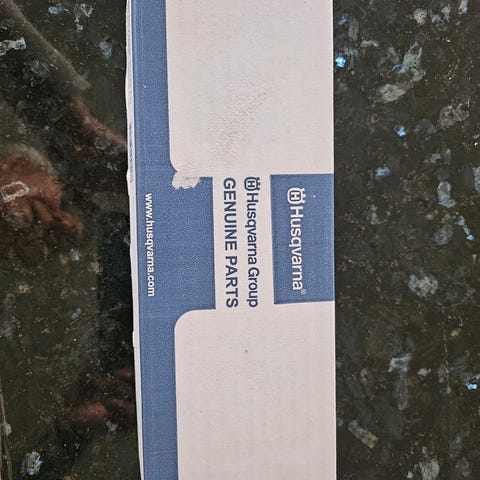 Husqvarna®
Husqvarna Group
GENUINE PARTS
www.husqvarna.com